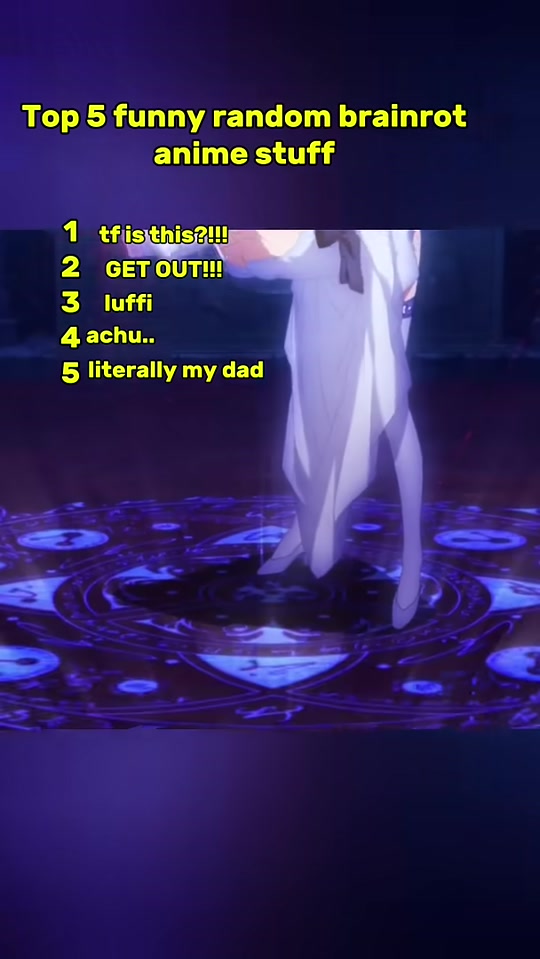 Top 5 funny random brainrot
anime stuff
1 tf is this?!!!
2 GET OUT!!!
3 luffi
4 achu..
5 literally my dad